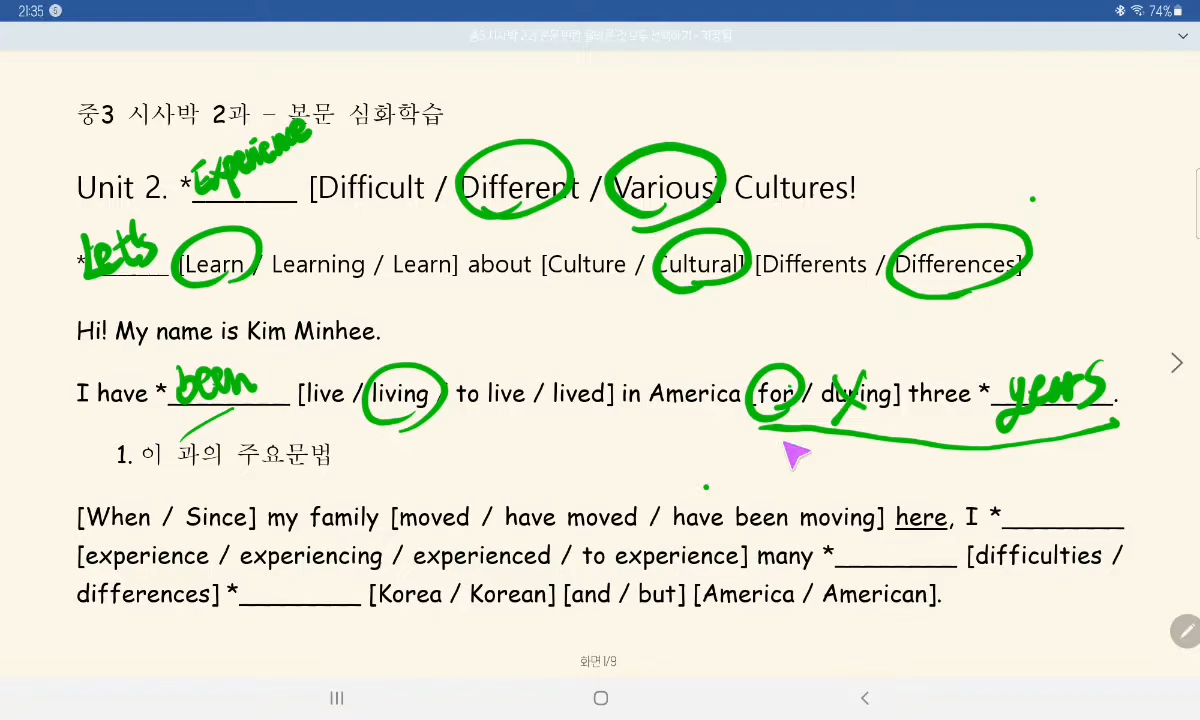 21:35 6 74%
중3 시사박 2과 - 본문 심화학습
Unit 2. *Experience [Difficult / Different / Various] Cultures!
*Let's [Learn / Learning / Learn] about [Culture / Cultural] [Differents / Differences]
Hi! My name is Kim Minhee.
I have *been [live / living / to live / lived] in America [for / during] three *years.
1. 이 과의 주요문법
[When / Since] my family [moved / have moved / have been moving] here, I *________
[experience / experiencing / experienced / to experience] many *________ [difficulties /
differences] *________ [Korea / Korean] [and / but] [America / American].
화면 1/9